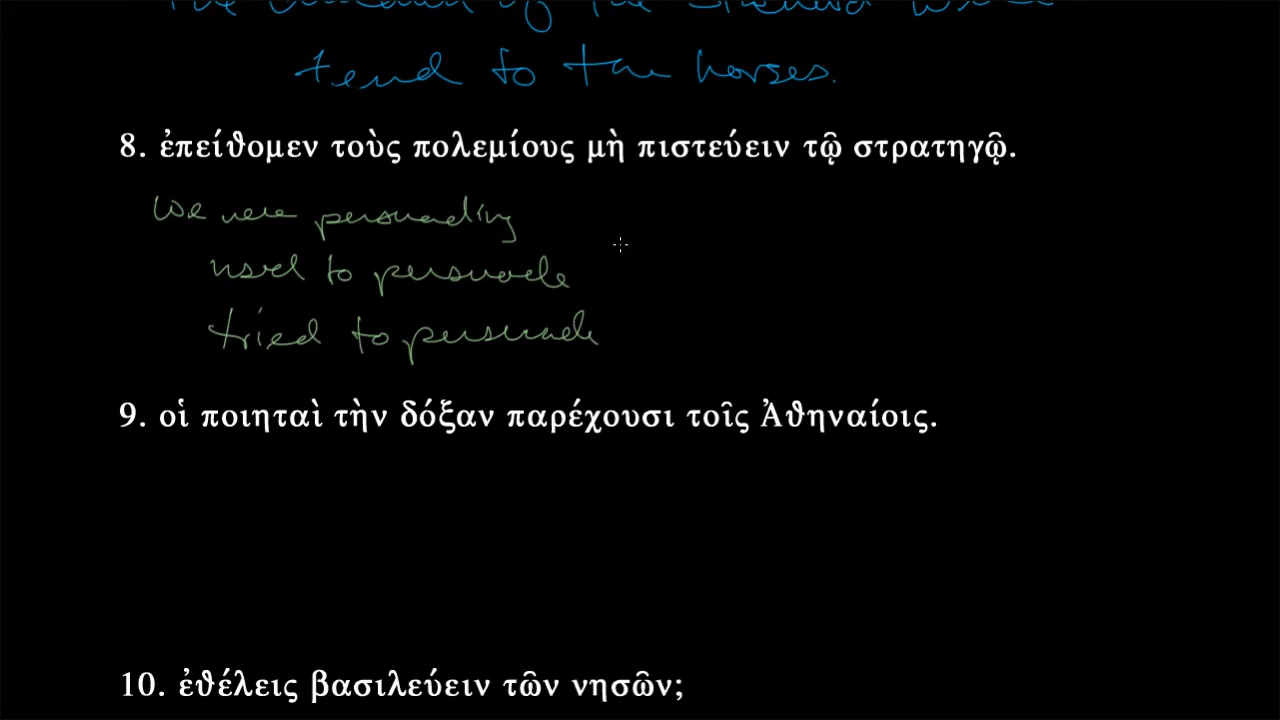 tend to the horses.
8. ἐπείθομεν τοὺς πολεμίους μὴ πιστεύειν τῷ στρατηγῷ.
We were persuading
used to persuade
tried to persuade
9. οἱ ποιηταὶ τὴν δόξαν παρέχουσι τοῖς Ἀθηναίοις.
10. ἐθέλεις βασιλεύειν τῶν νησῶν;